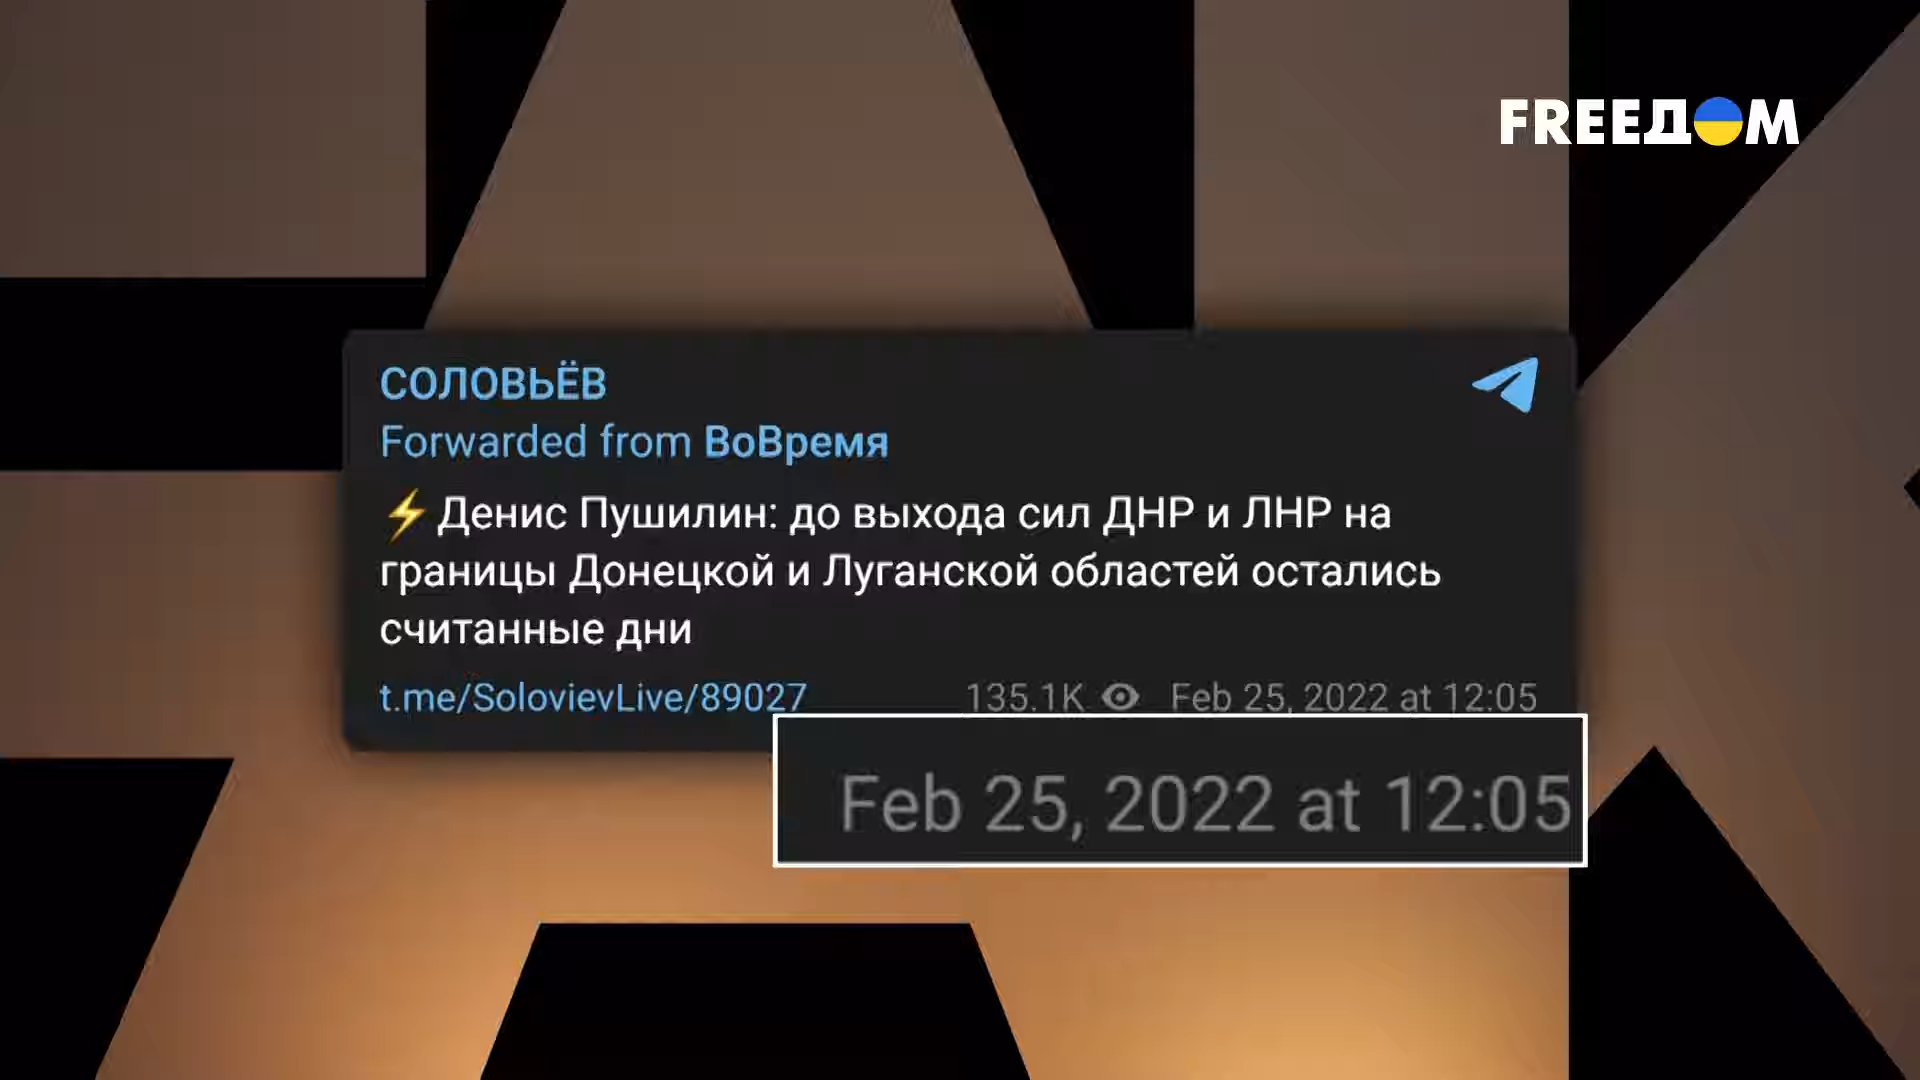 FREEДOM
СОЛОВЬЁВ
Forwarded from ВоВремя
⚡ Денис Пушилин: до выхода сил ДНР и ЛНР на
границы Донецкой и Луганской областей остались
считанные дни
t.me/SolovievLive/89027 135.1K Feb 25, 2022 at 12:05
Feb 25, 2022 at 12:05